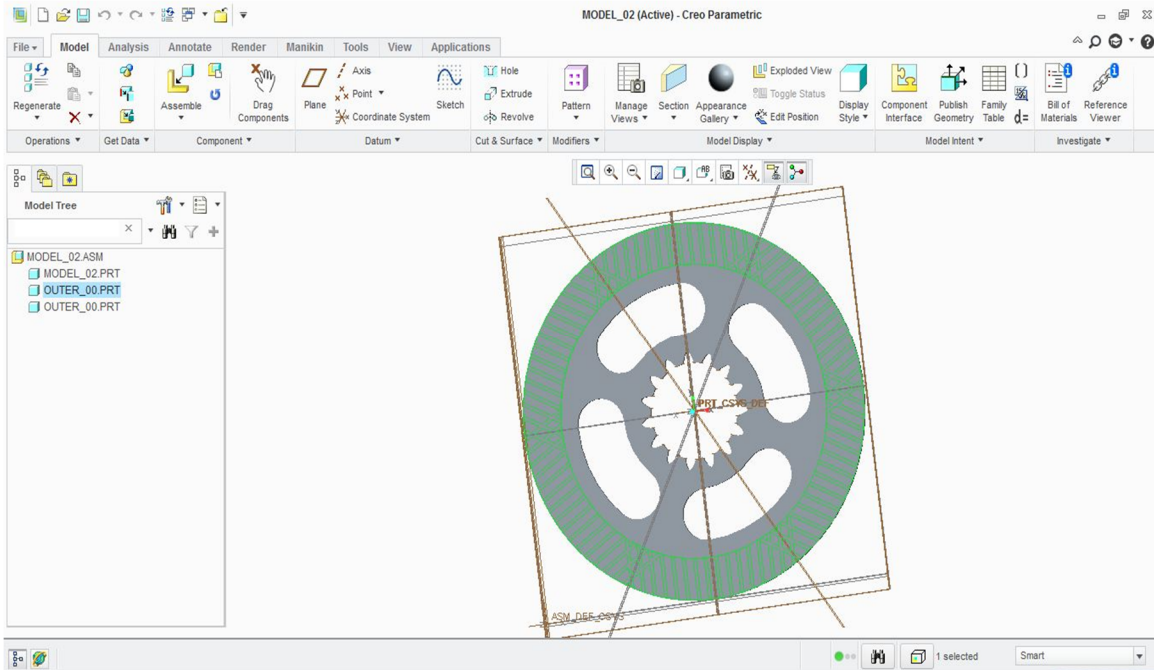 MODEL_02 (Active) - Creo Parametric
File Model Analysis Annotate Render Manikin Tools View Applications
Regenerate
Assemble
Drag Components
Plane
Axis
Point
Coordinate System
Sketch
Hole
Extrude
Revolve
Pattern
Manage Views
Section
Appearance Gallery
Exploded View
Toggle Status
Edit Position
Display Style
Component Interface
Publish Geometry
Family Table
d=
Bill of Materials
Reference Viewer
Operations Get Data Component Datum Cut & Surface Modifiers Model Display Model Intent Investigate
Model Tree
MODEL_02.ASM
MODEL_02.PRT
OUTER_00.PRT
OUTER_00.PRT
PRT_CSYS_DEF
ASM_DEF_CSYS
1 selected
Smart